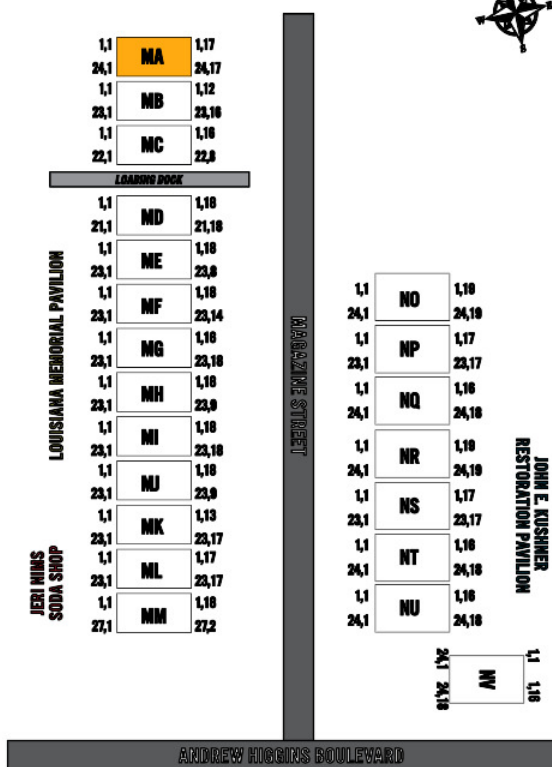 1,1 MA 1,17
24,1 24,17
1,1 MB 1,12
23,1 23,16
1,1 MC 1,16
22,1 22,8
LOADING DOCK
1,1 MD 1,18
21,1 21,18
1,1 ME 1,18
23,1 23,8
1,1 MF 1,18
23,1 23,14
1,1 MG 1,16
23,1 23,18
1,1 MH 1,18
23,1 23,9
1,1 MI 1,18
23,1 23,18
1,1 MJ 1,18
23,1 23,9
1,1 MK 1,13
23,1 23,17
1,1 ML 1,17
23,1 23,17
1,1 MM 1,18
27,1 27,2
LOUISIANA MEMORIAL PAVILION
JERI NIMS
SODA SHOP
MAGAZINE STREET
1,1 NO 1,19
24,1 24,19
1,1 NP 1,17
23,1 23,17
1,1 NQ 1,16
24,1 24,18
1,1 NR 1,19
24,1 24,19
1,1 NS 1,17
23,1 23,17
1,1 NT 1,16
24,1 24,18
1,1 NU 1,16
24,1 24,18
JOHN E. KUSHNER
RESTORATION PAVILION
1,1 NV 1,16
24,1 24,18
ANDREW HIGGINS BOULEVARD